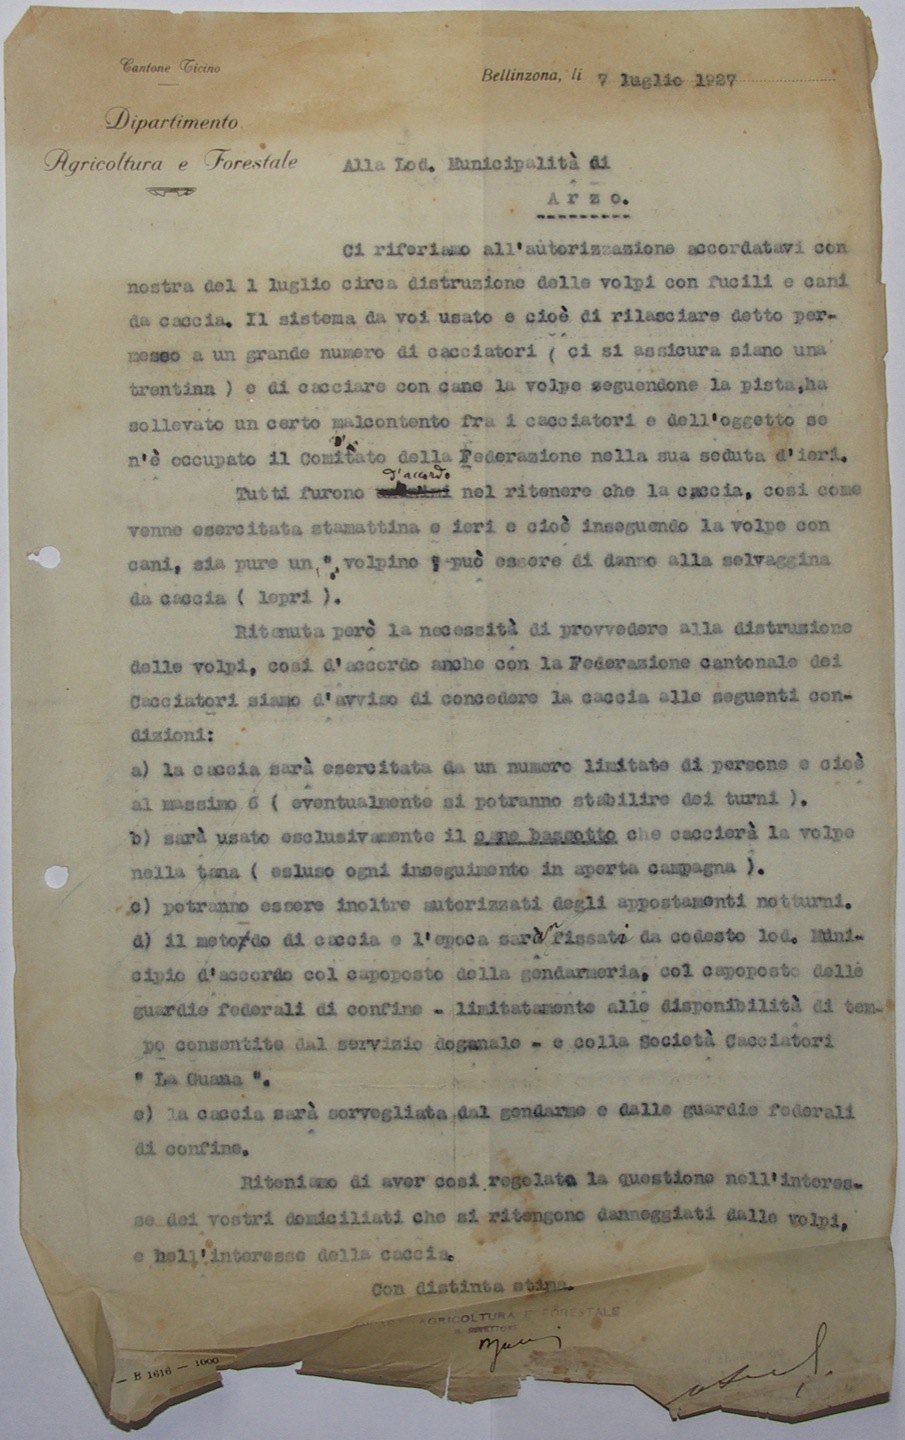 Cantone Ticino
Bellinzona, li 7 luglio 1927
Dipartimento
Agricoltura e Forestale
Alla Lod. Municipalità di
A r z o.
Ci riferiamo all'autorizzazione accordatavi con
nostra del 1 luglio circa distruzione delle volpi con fucili e cani
da caccia. Il sistema da voi usato e cioè di rilasciare detto per-
messo a un grande numero di cacciatori ( ci si assicura siano una
trentina ) e di cacciare con cane la volpe seguendone la pista,ha
sollevato un certo malcontento fra i cacciatori e dell'oggetto se
n'è occupato il Comitato della Federazione nella sua seduta d'ieri.
d'accordo
Tutti furono nel ritenere che la caccia, cosi come
venne esercitata stamattina e ieri e cioè inseguendo la volpe con
cani, sia pure un " volpino " può essere di danno alla selvaggina
da caccia ( lepri ).
Ritenuta però la necessità di provvedere alla distruzione
delle volpi, cosi d'accordo anche con la Federazione cantonale dei
Cacciatori siamo d'avviso di concedere la caccia alle seguenti con-
dizioni:
a) la caccia sarà esercitata da un numero limitate di persone e cioè
al massimo 6 ( eventualmente si potranno stabilire dei turni ).
b) sarà usato esclusivamente il cane bassotto che caccierà la volpe
nella tana ( esluso ogni inseguimento in aperta campagna ).
c) potranno essere inoltre autorizzati degli appostamenti notturni.
d) il metodo di caccia e l'epoca saran fissati da codesto lod. Muni-
cipio d'accordo col capoposto della gendarmeria, col capoposto delle
guardie federali di confine - limitatamente alle disponibilità di tem-
po consentite dal servizio doganale - e colla Società Cacciatori
" La Guana ".
e) la caccia sarà sorvegliata dal gendarme e dalle guardie federali
di confine.
Riteniamo di aver cosi regolata la questione nell'interes-
se dei vostri domiciliati che si ritengono danneggiati dalle volpi,
e nell'interesse della caccia.
Con distinta stima.
AGRICOLTURA E FORESTALE
— B 1616 — 1000